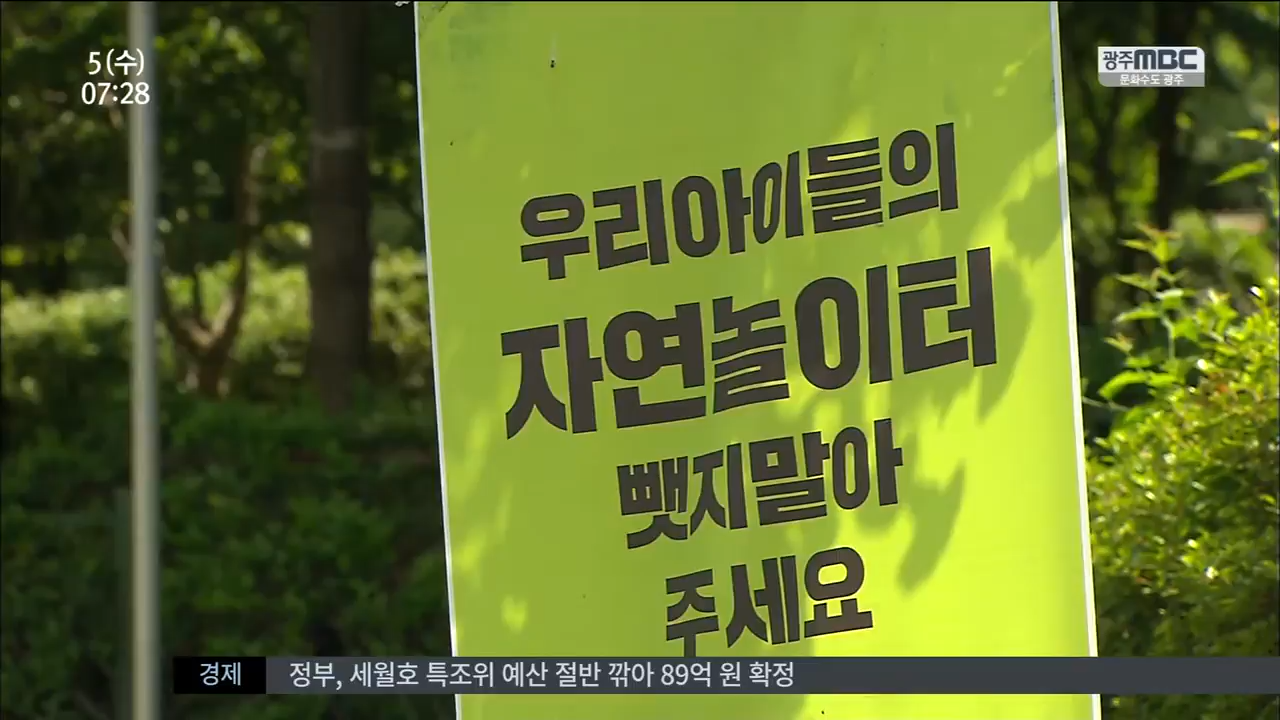 5(수)
07:28
광주MBC
문화수도 광주
우리아이들의
자연놀이터
뺏지말아
주세요
경제 정부, 세월호 특조위 예산 절반 깎아 89억 원 확정